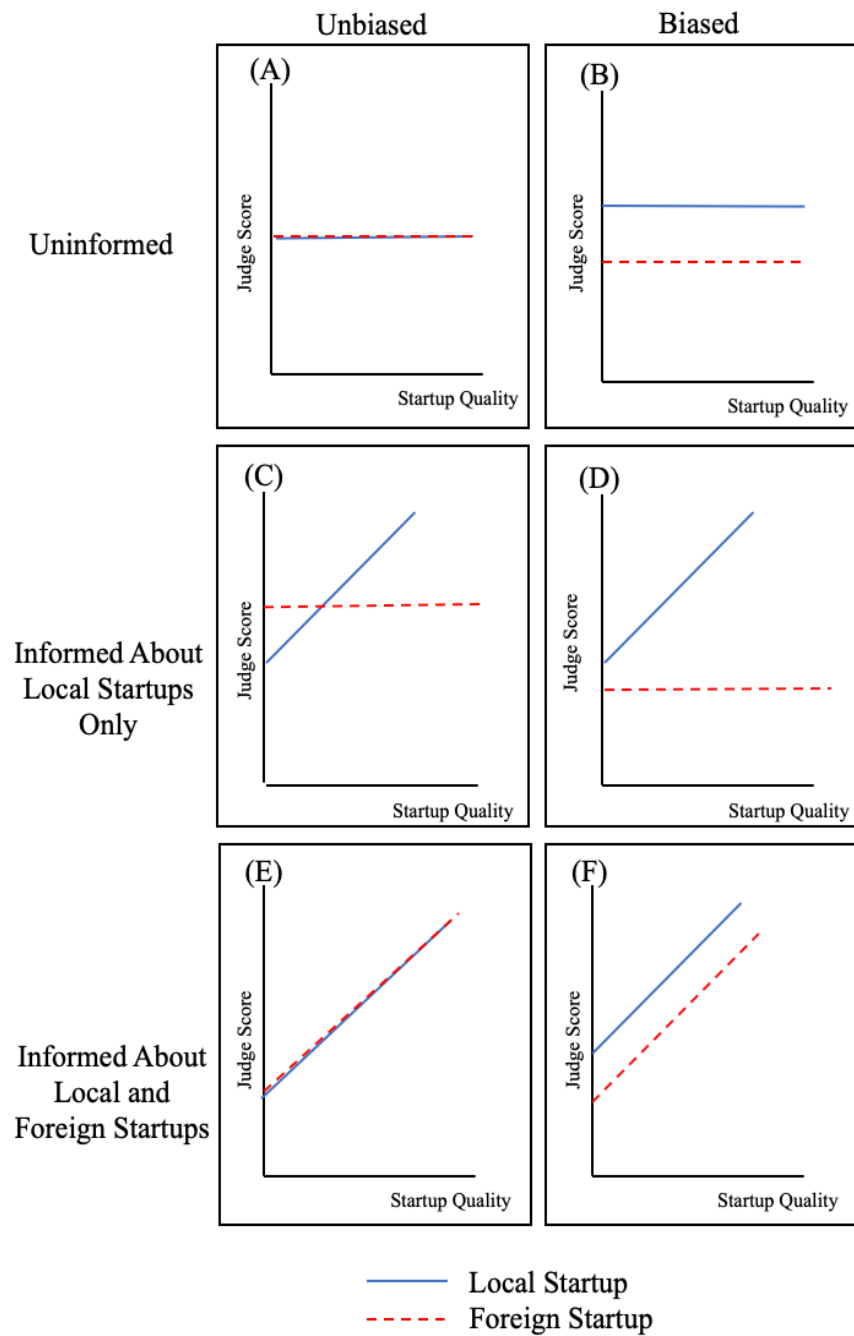 Unbiased
Biased
(A)
(B)
Uninformed
Judge Score
Judge Score
Startup Quality
Startup Quality
(C)
(D)
Informed About
Local Startups
Only
Judge Score
Judge Score
Startup Quality
Startup Quality
(E)
(F)
Informed About
Local and
Foreign Startups
Judge Score
Judge Score
Startup Quality
Startup Quality
Local Startup
Foreign Startup